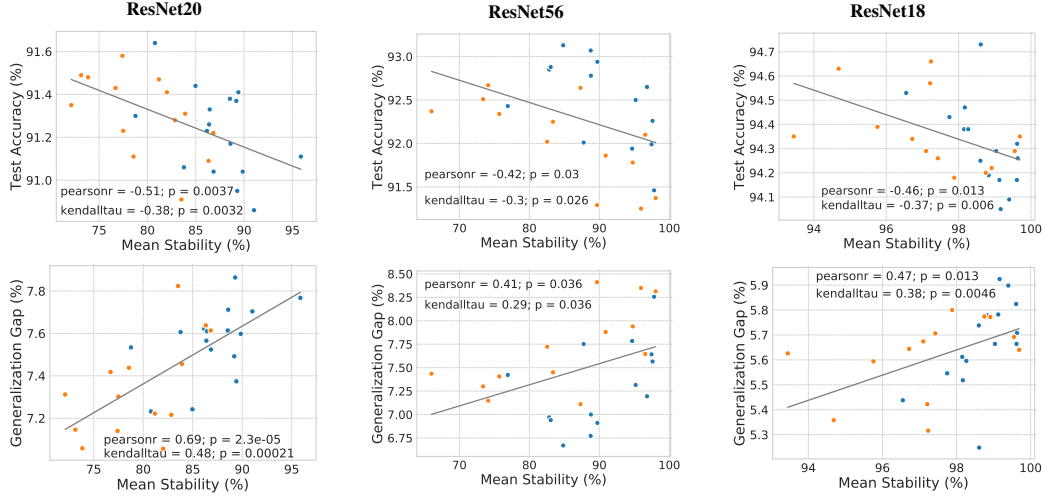 ResNet20
ResNet56
ResNet18
Test Accuracy (%)
91.6
91.4
91.2
91.0
pearsonr = -0.51; p = 0.0037
kendalltau = -0.38; p = 0.0032
75
80
85
90
95
Mean Stability (%)
Test Accuracy (%)
93.0
92.5
92.0
91.5
pearsonr = -0.42; p = 0.03
kendalltau = -0.3; p = 0.026
70
80
90
100
Mean Stability (%)
Test Accuracy (%)
94.7
94.6
94.5
94.4
94.3
94.2
94.1
pearsonr = -0.46; p = 0.013
kendalltau = -0.37; p = 0.006
94
96
98
100
Mean Stability (%)
Generalization Gap (%)
7.8
7.6
7.4
7.2
pearsonr = 0.69; p = 2.3e-05
kendalltau = 0.48; p = 0.00021
75
80
85
90
95
Mean Stability (%)
Generalization Gap (%)
8.50
8.25
8.00
7.75
7.50
7.25
7.00
6.75
pearsonr = 0.41; p = 0.036
kendalltau = 0.29; p = 0.036
70
80
90
100
Mean Stability (%)
Generalization Gap (%)
5.9
5.8
5.7
5.6
5.5
5.4
5.3
pearsonr = 0.47; p = 0.013
kendalltau = 0.38; p = 0.0046
94
96
98
100
Mean Stability (%)